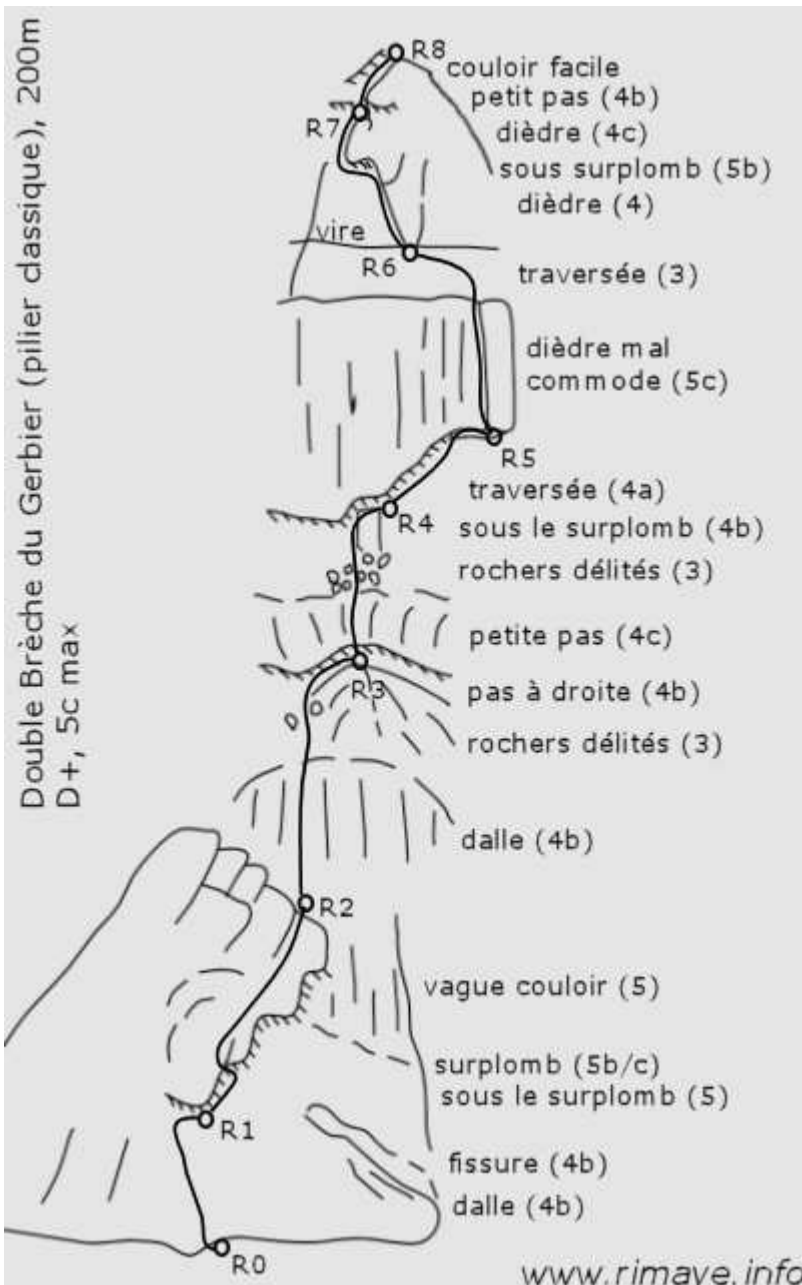 Double Brèche du Gerbier (pilier classique), 200m
D+, 5c max
R8
couloir facile
petit pas (4b)
R7
dièdre (4c)
sous surplomb (5b)
dièdre (4)
vire
R6
traversée (3)
dièdre mal
commode (5c)
R5
traversée (4a)
R4
sous le surplomb (4b)
rochers délités (3)
petite pas (4c)
R3
pas à droite (4b)
rochers délités (3)
dalle (4b)
R2
vague couloir (5)
surplomb (5b/c)
sous le surplomb (5)
R1
fissure (4b)
dalle (4b)
R0
www.rimaye.info